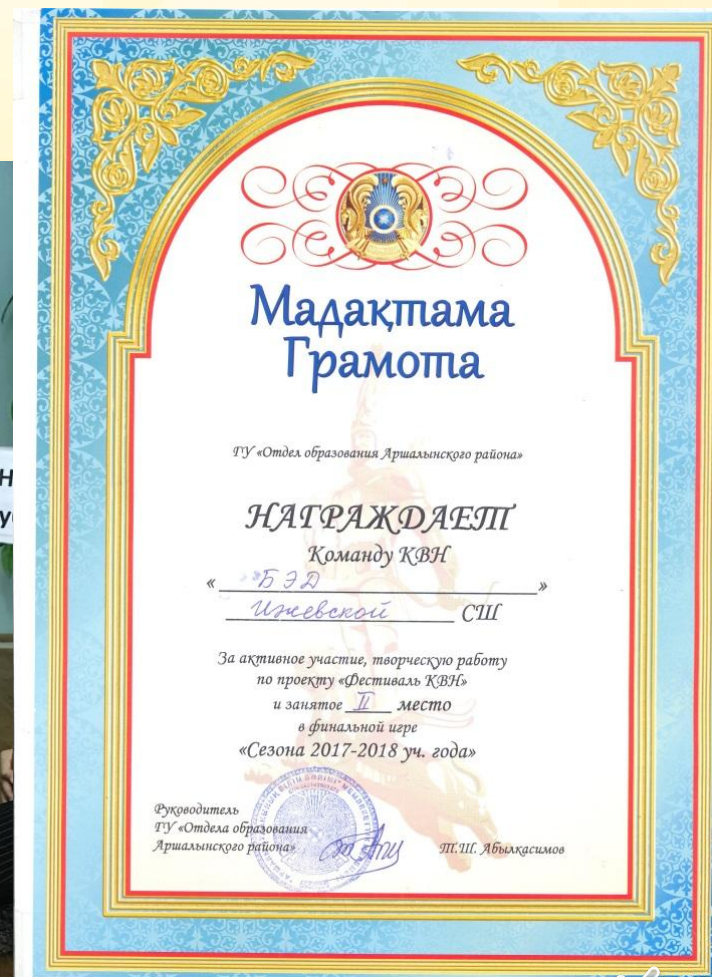 Мадақтама
Грамота
ГУ «Отдел образования Аршалынского района»
НАГРАЖДАЕТ
Команду КВН
« "БЭД »
Ижевской СШ
За активное участие, творческую работу
по проекту «Фестиваль КВН»
и занятое II место
в финальной игре
«Сезона 2017-2018 уч. года»
Руководитель
ГУ «Отдела образования
Аршалынского района» Т.Ш. Абылкасимов